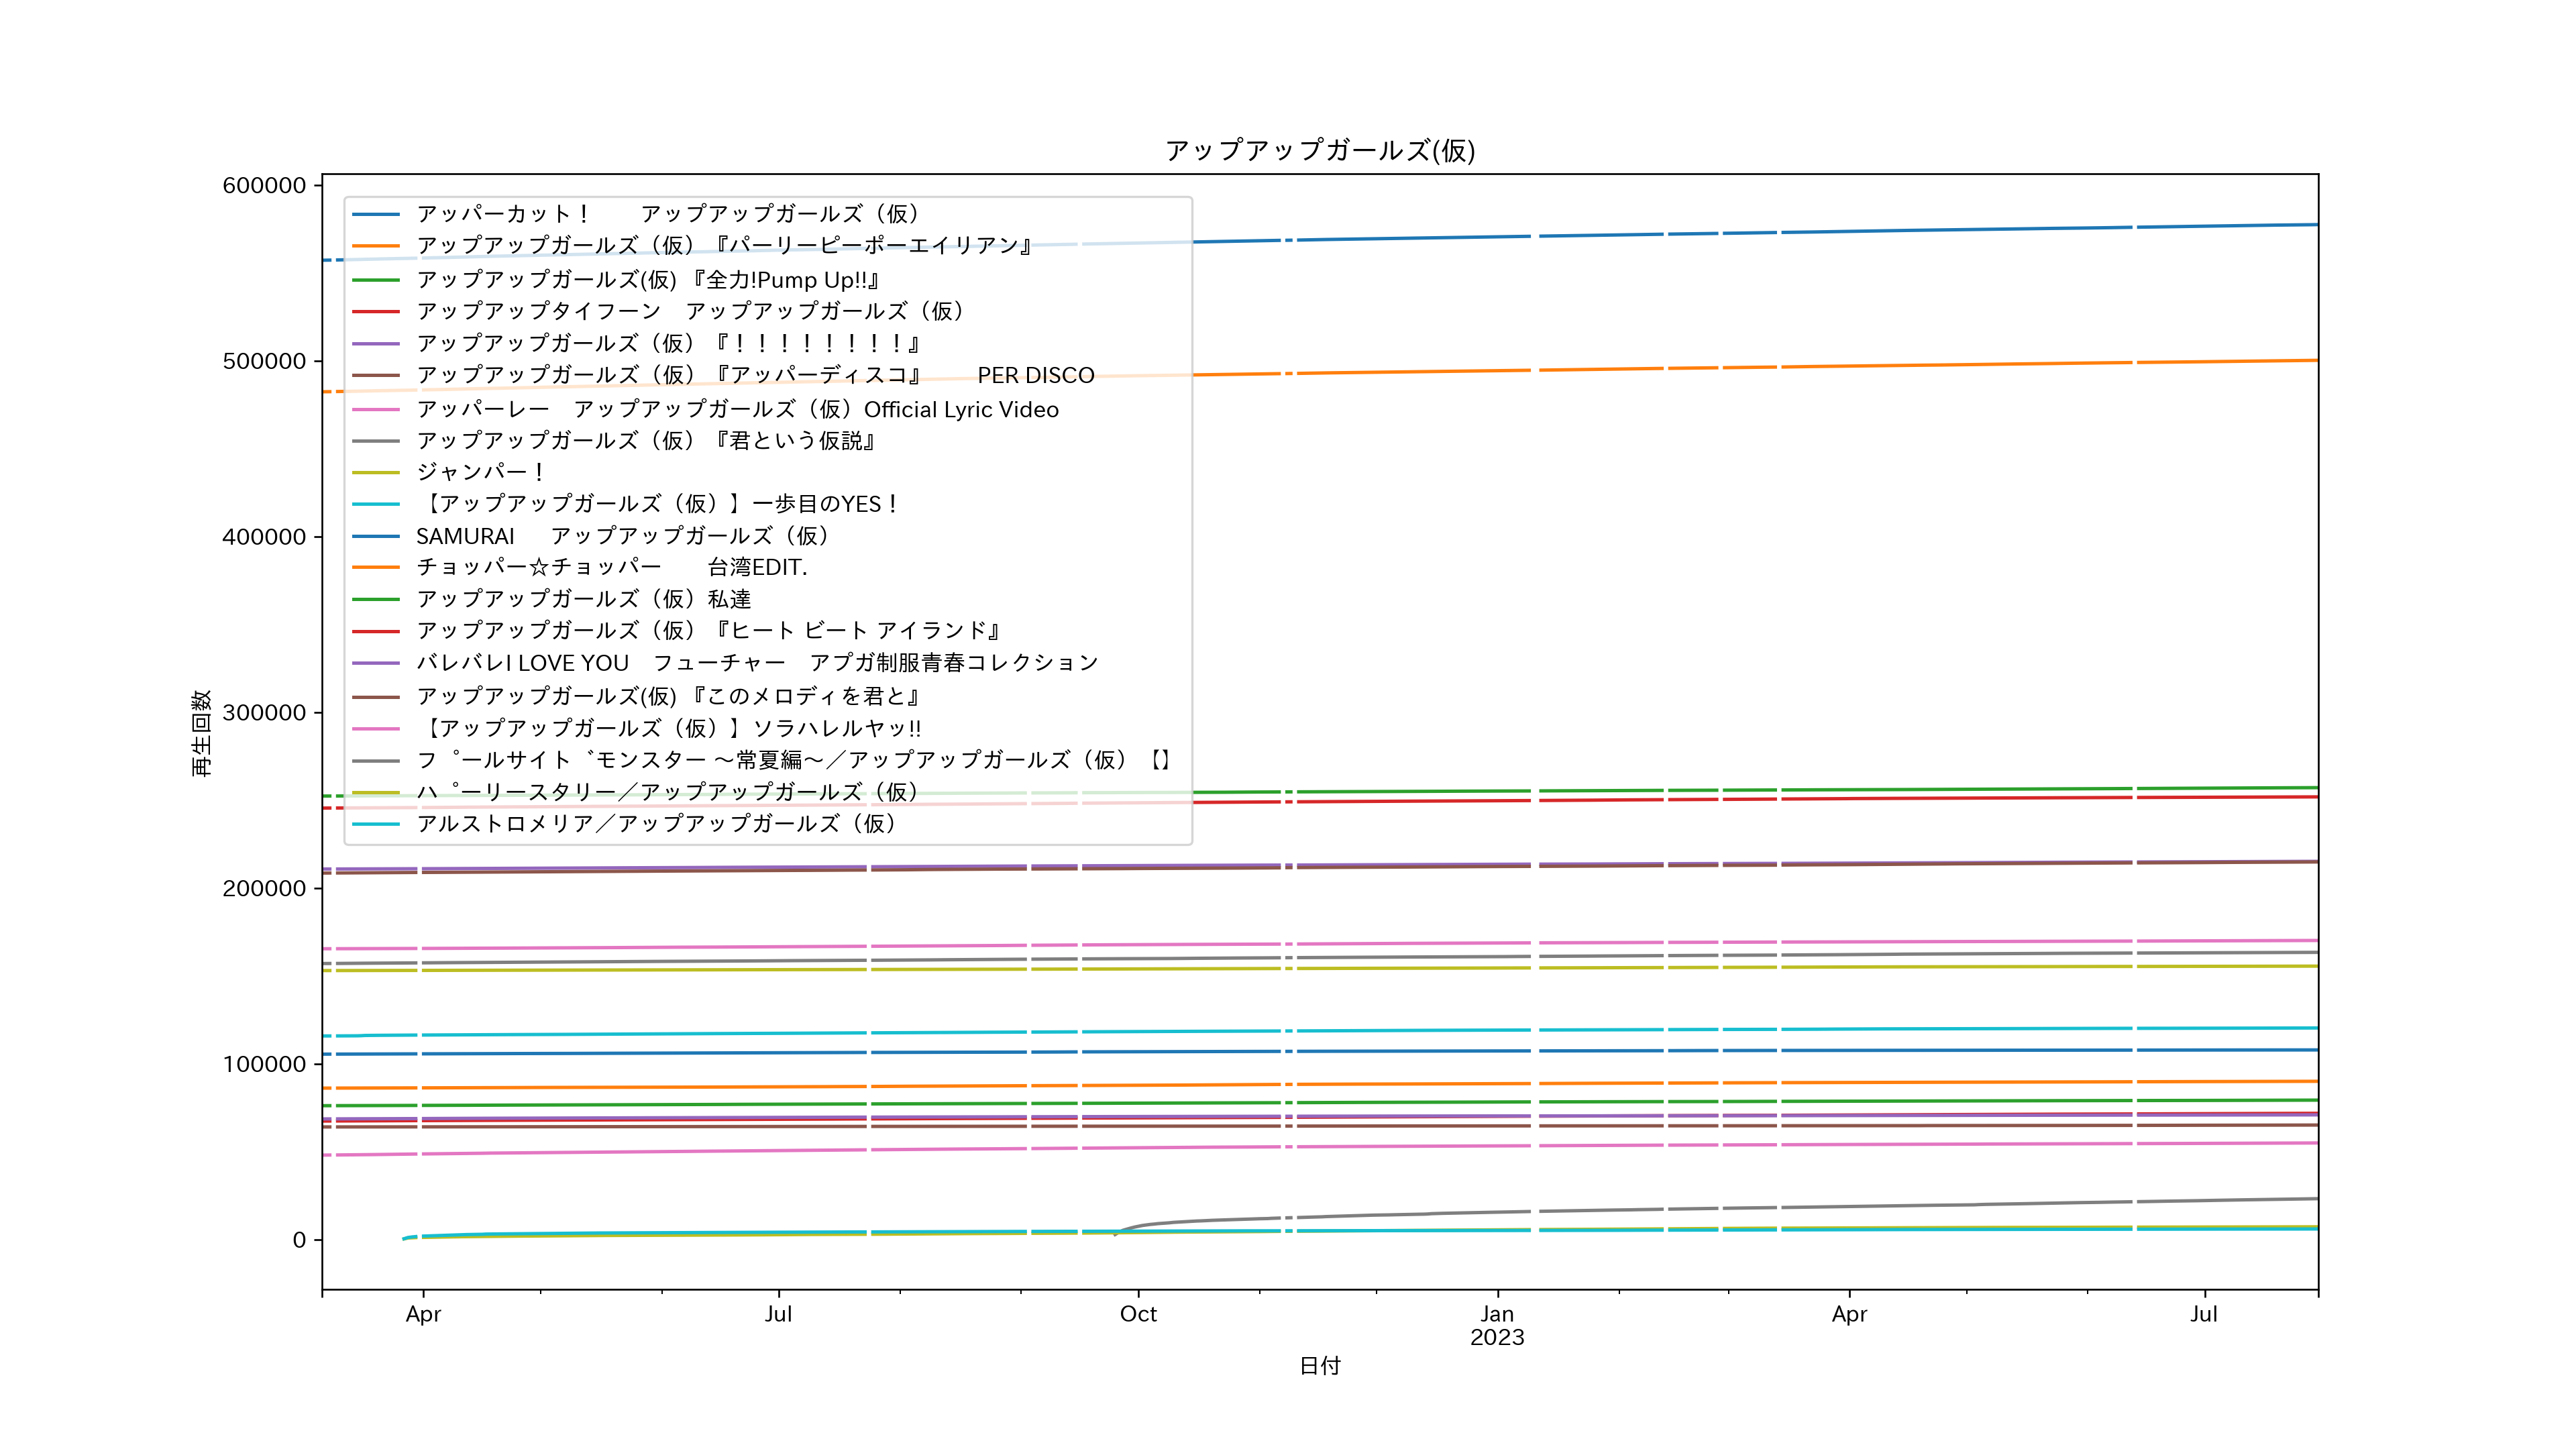 アップアップガールズ(仮)
600000
500000
400000
300000
200000
100000
0
再生回数
アッパーカット！　　アップアップガールズ（仮）
アップアップガールズ（仮）『パーリーピーポーエイリアン』
アップアップガールズ(仮) 『全力!Pump Up!!』
アップアップタイフーン　アップアップガールズ（仮）
アップアップガールズ（仮）『！！！！！！！！』
アップアップガールズ（仮）『アッパーディスコ』　　PER DISCO
アッパーレー　アップアップガールズ（仮）Official Lyric Video
アップアップガールズ（仮）『君という仮説』
ジャンパー！
【アップアップガールズ（仮）】一歩目のYES！
SAMURAI　 アップアップガールズ（仮）
チョッパー☆チョッパー　　台湾EDIT.
アップアップガールズ（仮）私達
アップアップガールズ（仮）『ヒート ビート アイランド』
バレバレI LOVE YOU　フューチャー　アプガ制服青春コレクション
アップアップガールズ(仮) 『このメロディを君と』
【アップアップガールズ（仮）】ソラハレルヤッ!!
フ゜ールサイト゛モンスター ～常夏編～／アップアップガールズ（仮）【】
ハ゜ーリースタリー／アップアップガールズ（仮）
アルストロメリア／アップアップガールズ（仮）
Apr
Jul
Oct
Jan
2023
Apr
Jul
日付